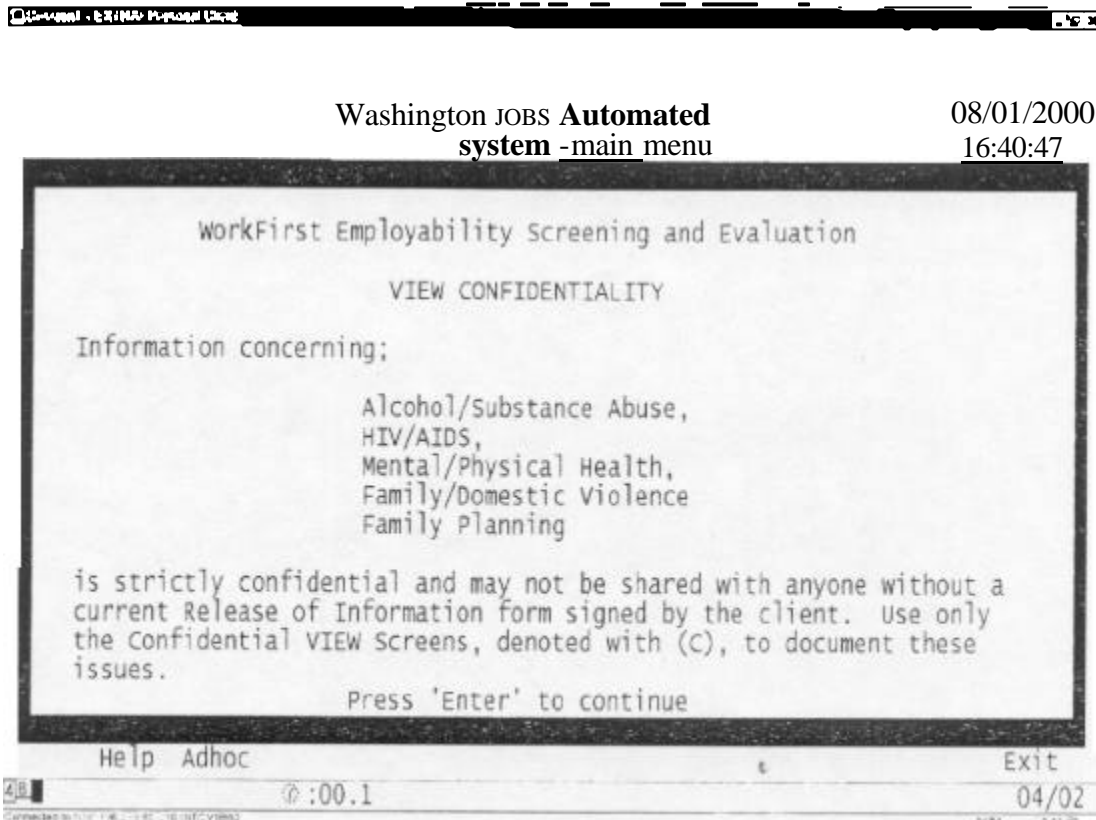 Washington JOBS Automated 08/01/2000
system -main menu 16:40:47
WorkFirst Employability Screening and Evaluation
VIEW CONFIDENTIALITY
Information concerning:
Alcohol/Substance Abuse,
HIV/AIDS,
Mental/Physical Health,
Family/Domestic Violence
Family Planning
is strictly confidential and may not be shared with anyone without a
current Release of Information form signed by the client. Use only
the Confidential VIEW Screens, denoted with (C), to document these
issues.
Press 'Enter' to continue
Help Adhoc Exit
:00.1 04/02